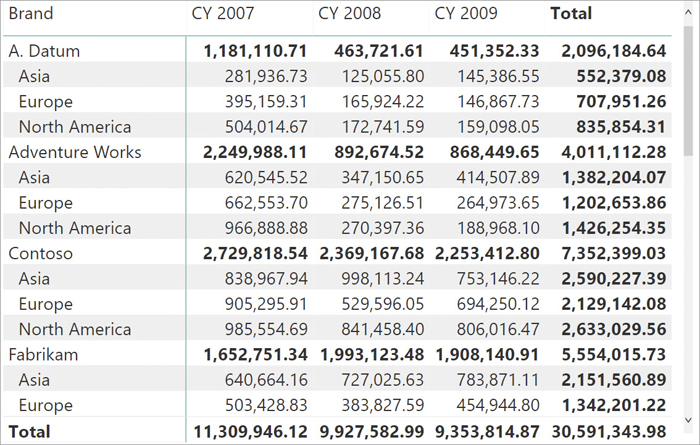 Brand CY 2007 CY 2008 CY 2009 Total
A. Datum 1,181,110.71 463,721.61 451,352.33 2,096,184.64
Asia 281,936.73 125,055.80 145,386.55 552,379.08
Europe 395,159.31 165,924.22 146,867.73 707,951.26
North America 504,014.67 172,741.59 159,098.05 835,854.31
Adventure Works 2,249,988.11 892,674.52 868,449.65 4,011,112.28
Asia 620,545.52 347,150.65 414,507.89 1,382,204.07
Europe 662,553.70 275,126.51 264,973.65 1,202,653.86
North America 966,888.88 270,397.36 188,968.10 1,426,254.35
Contoso 2,729,818.54 2,369,167.68 2,253,412.80 7,352,399.03
Asia 838,967.94 998,113.24 753,146.22 2,590,227.39
Europe 905,295.91 529,596.05 694,250.12 2,129,142.08
North America 985,554.69 841,458.40 806,016.47 2,633,029.56
Fabrikam 1,652,751.34 1,993,123.48 1,908,140.91 5,554,015.73
Asia 640,664.16 727,025.63 783,871.11 2,151,560.89
Europe 503,428.83 383,827.59 454,944.80 1,342,201.22
Total 11,309,946.12 9,927,582.99 9,353,814.87 30,591,343.98